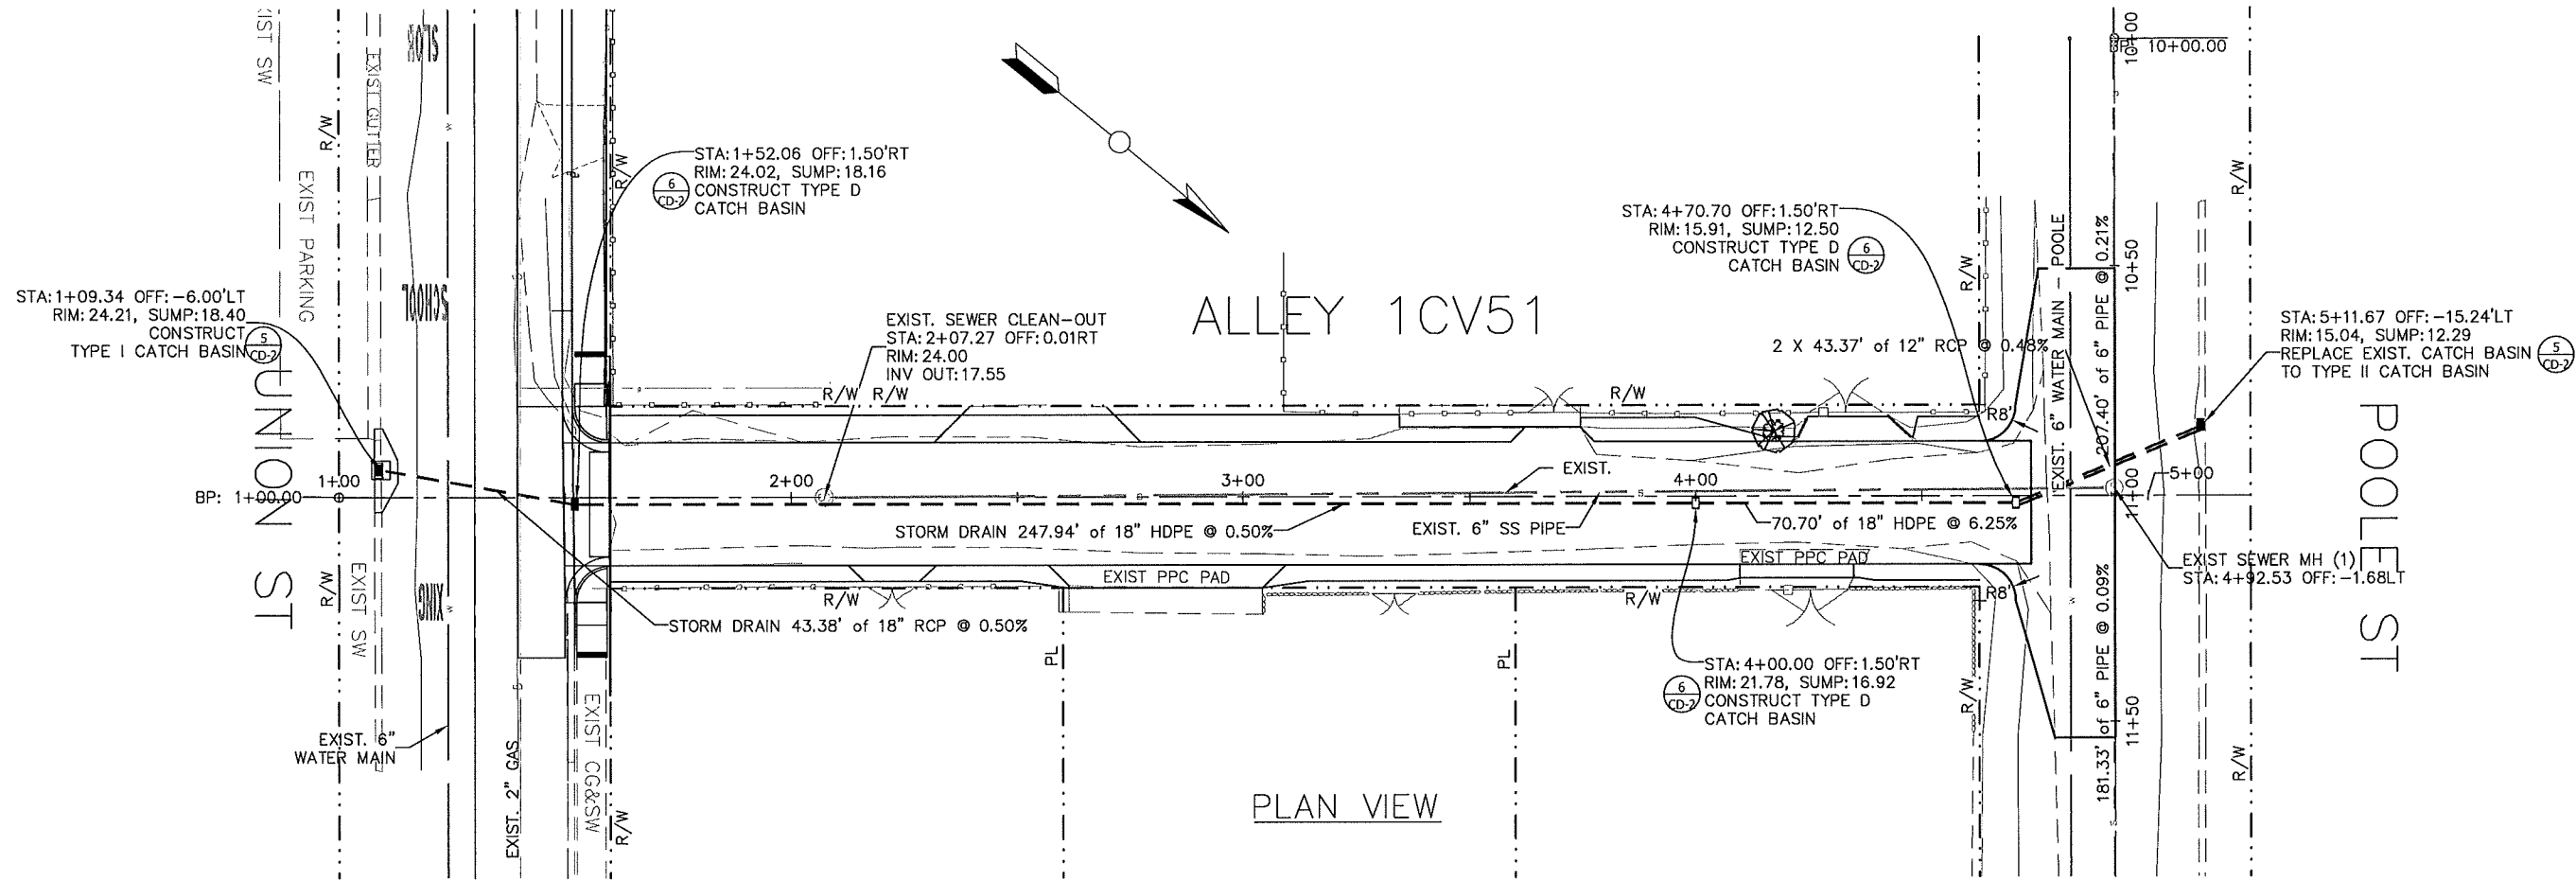 EXIST SW
EXIST GUTTER
R/W
EXIST PARKING
SLOW
SCHOOL
XING
STA: 1+09.34 OFF: -6.00'LT
RIM: 24.21, SUMP: 18.40
CONSTRUCT
TYPE I CATCH BASIN
5
CD-2
UNION ST
BP: 1+00.00
1+00
R/W
EXIST SW
EXIST. 6"
WATER MAIN
EXIST. 2" GAS
EXIST CG&SW
R/W
R/W
STA: 1+52.06 OFF: 1.50'RT
RIM: 24.02, SUMP: 18.16
CONSTRUCT TYPE D
CATCH BASIN
6
CD-2
EXIST. SEWER CLEAN-OUT
STA: 2+07.27 OFF: 0.01RT
RIM: 24.00
INV OUT: 17.55
R/W R/W
ALLEY 1CV51
R/W
2+00
3+00
4+00
EXIST.
STORM DRAIN 247.94' of 18" HDPE @ 0.50%
EXIST. 6" SS PIPE
70.70' of 18" HDPE @ 6.25%
EXIST PPC PAD
EXIST PPC PAD
R/W
R/W
STORM DRAIN 43.38' of 18" RCP @ 0.50%
PL
PL
STA: 4+00.00 OFF: 1.50'RT
RIM: 21.78, SUMP: 16.92
CONSTRUCT TYPE D
CATCH BASIN
6
CD-2
PLAN VIEW
STA: 4+70.70 OFF: 1.50'RT
RIM: 15.91, SUMP: 12.50
CONSTRUCT TYPE D
CATCH BASIN
6
CD-2
2 X 43.37' of 12" RCP @ 0.48%
R/W
R8'
R8'
R/W
EXIST. 6" WATER MAIN - POOLE
207.40' of 6" PIPE @ 0.21%
181.33' of 6" PIPE @ 0.09%
10+00
BP: 10+00.00
10+50
11+00
11+50
5+00
R/W
STA: 5+11.67 OFF: -15.24'LT
RIM: 15.04, SUMP: 12.29
REPLACE EXIST. CATCH BASIN
TO TYPE II CATCH BASIN
5
CD-2
POOLE ST
EXIST SEWER MH (1)
STA: 4+92.53 OFF: -1.68LT
R/W